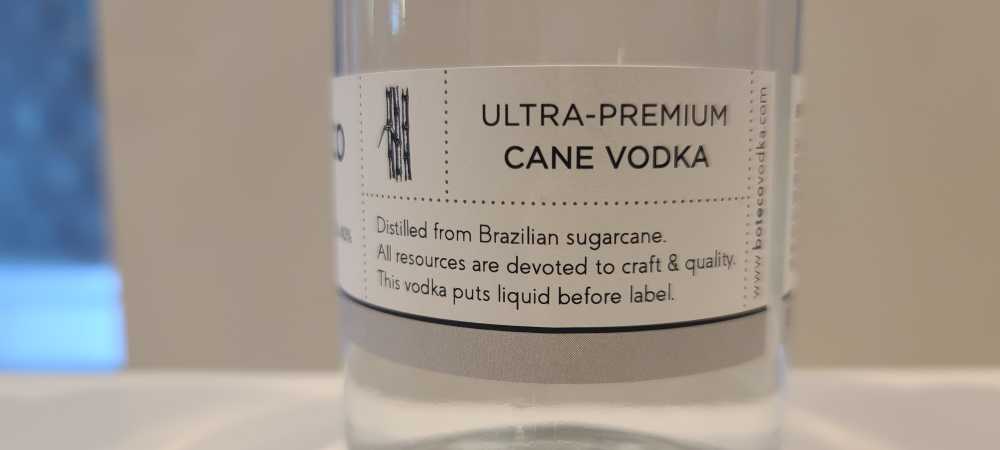 ULTRA-PREMIUM
CANE VODKA
Distilled from Brazilian sugarcane.
All resources are devoted to craft & quality.
This vodka puts liquid before label.
www.botecovodka.com